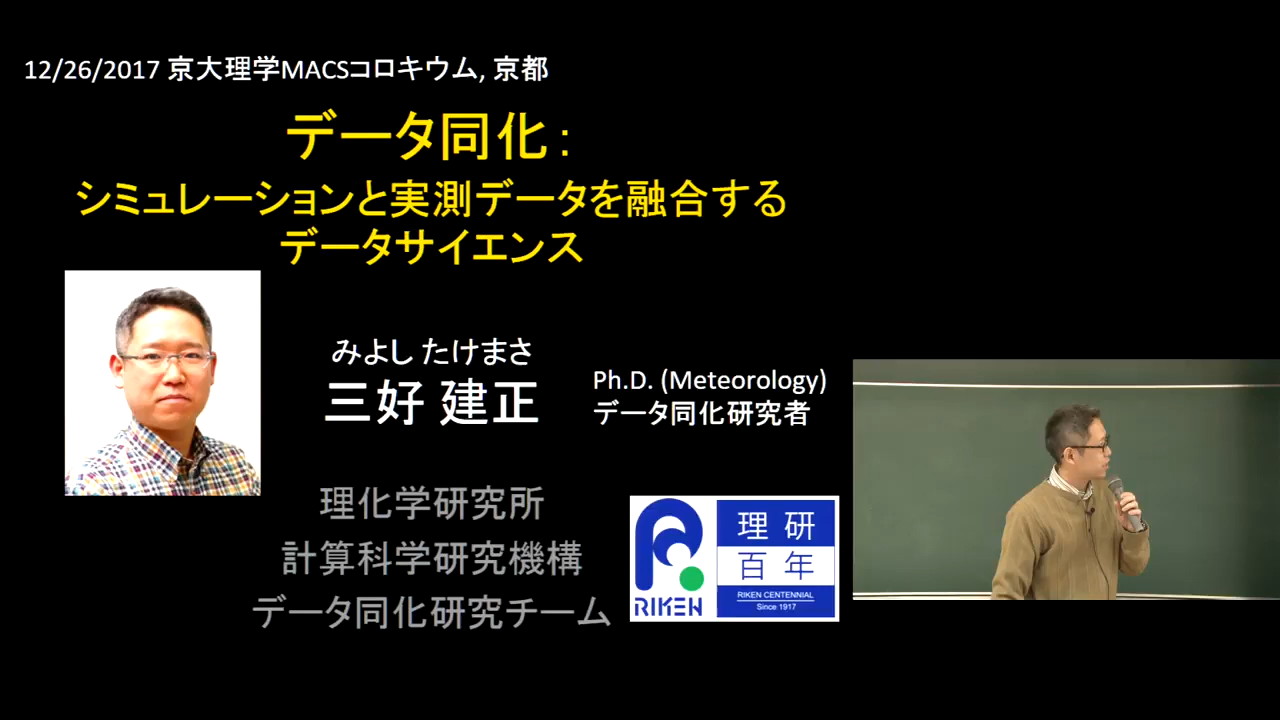 12/26/2017 京大理学MACSコロキウム, 京都
データ同化：
シミュレーションと実測データを融合する
データサイエンス
みよし たけまさ
三好 建正
Ph.D. (Meteorology)
データ同化研究者
理化学研究所
計算科学研究機構
データ同化研究チーム
RIKEN
理研
百年
RIKEN CENTENNIAL
Since 1917